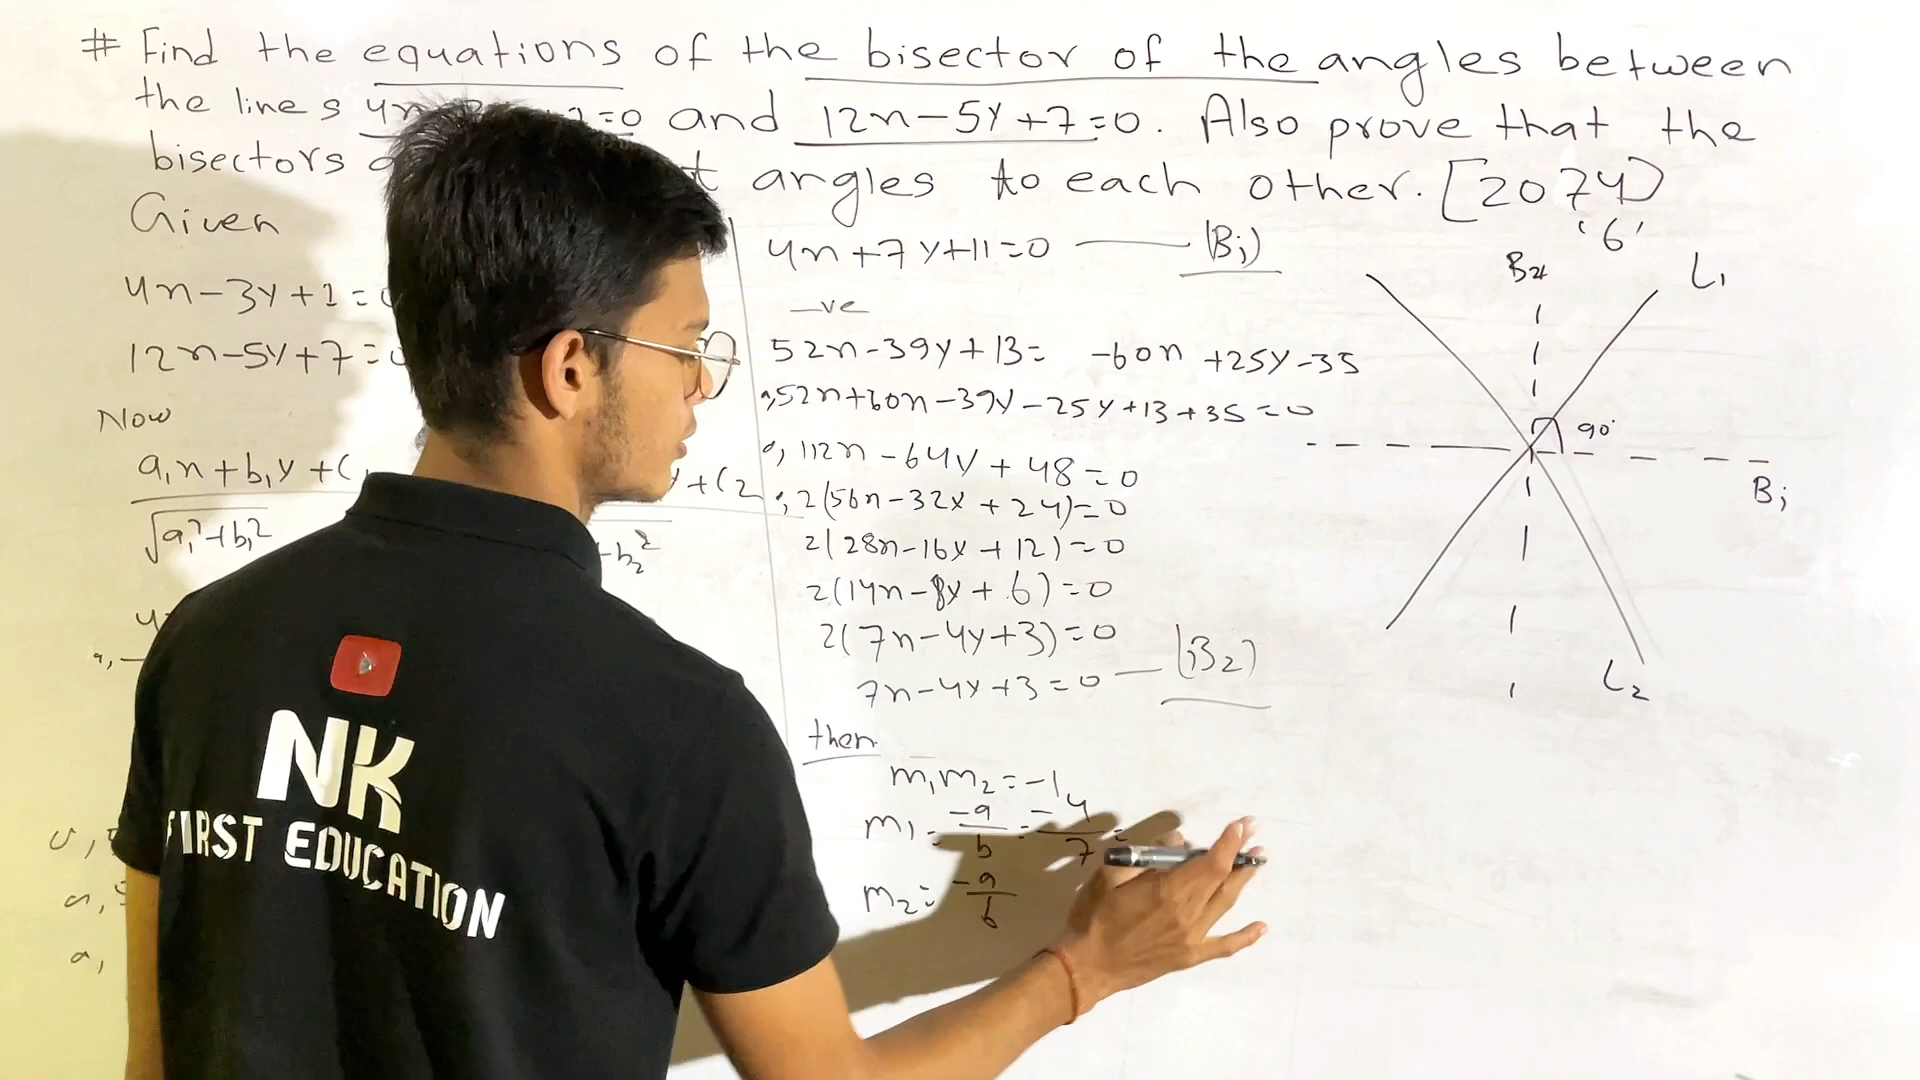 # Find the equations of the bisector of the angles between
the lines 4x =0 and 12x-5y+7=0. Also prove that the
bisectors angles to each other. [2074]
'6'
Given
4x-3y+1=
12x-5y+7=
Now
a₁x+b₁y+c
√a₁²+b₁²
y+c₂
b₂²
4x+7y+11=0 (B₁)
-ve
52x-39y+13= -60x+25y-35
52x+60x-39y-25y+13+35=0
112x-64y+48=0
2(56x-32y+24)=0
2(28x-16y+12)=0
2(14x-8y+6)=0
2(7x-4y+3)=0
7x-4y+3=0 (B₂)
then
m₁m₂=-1
m₁=-a/b=-4/7=
m₂=-a/b
B₂
L₁
90°
B₁
L₂
NK
FIRST EDUCATION